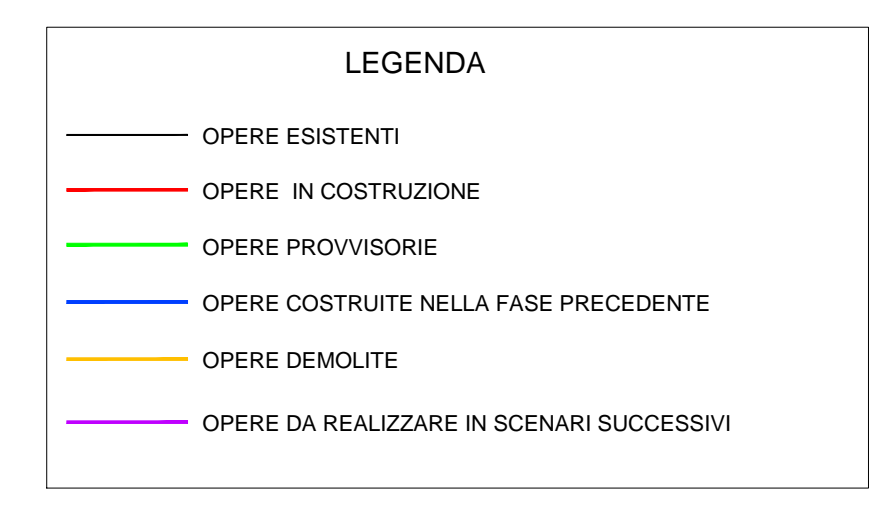 LEGENDA
OPERE ESISTENTI
OPERE IN COSTRUZIONE
OPERE PROVVISORIE
OPERE COSTRUITE NELLA FASE PRECEDENTE
OPERE DEMOLITE
OPERE DA REALIZZARE IN SCENARI SUCCESSIVI